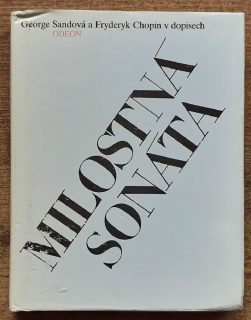 George Sandová a Fryderyk Chopin v dopisech
ODEON
MILOSTNÁ
SONÁTA